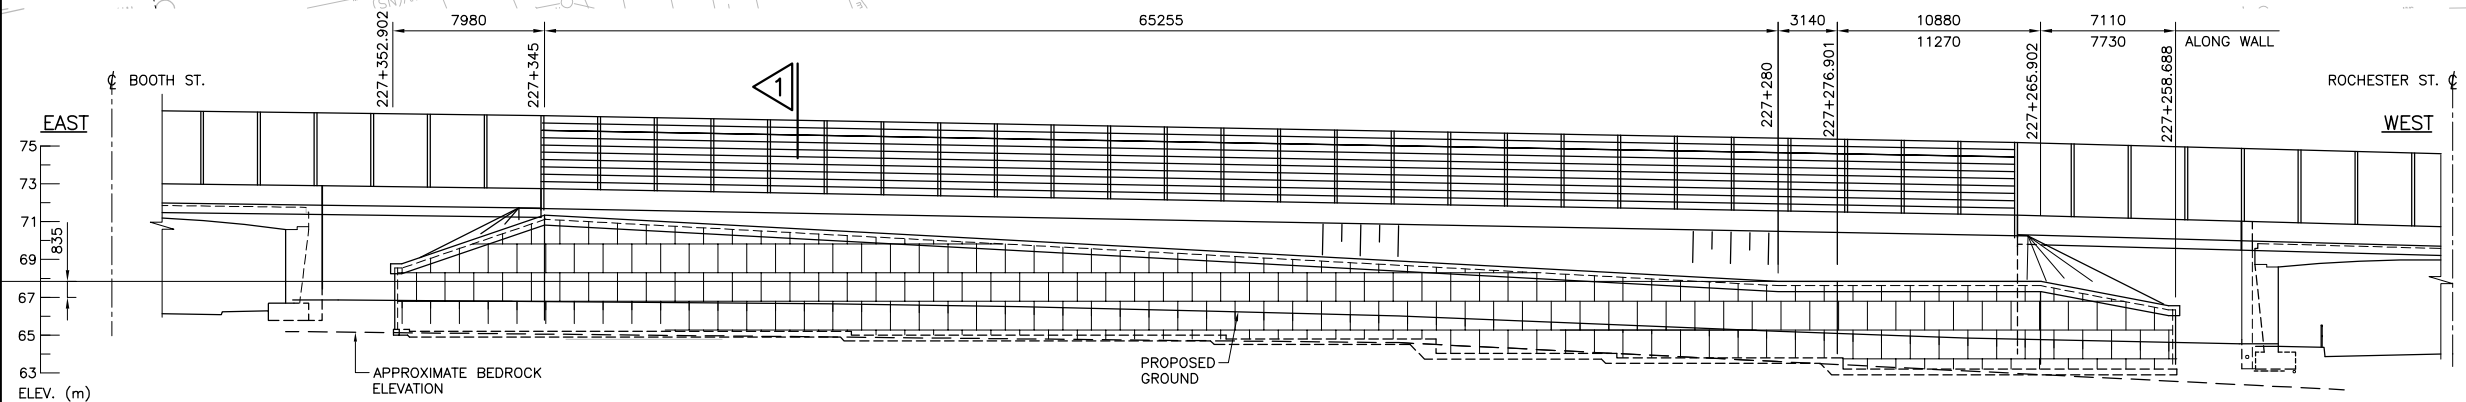 7980
65255
3140
10880
7110
11270
7730
ALONG WALL
227+352.902
227+345
227+280
227+276.901
227+265.902
227+258.688
℄ BOOTH ST.
ROCHESTER ST. ℄
1
EAST
WEST
75
73
71
69
67
65
63
835
ELEV. (m)
APPROXIMATE BEDROCK
ELEVATION
PROPOSED
GROUND